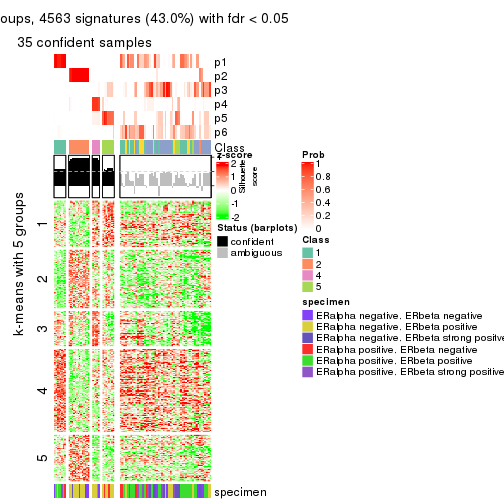 oups, 4563 signatures (43.0%) with fdr < 0.05
35 confident samples
p1
p2
p3
p4
p5
p6
Class
z-score
2
1
0
-1
-2
Silhouette
score
Status (barplots)
confident
ambiguous
Prob
1
0.8
0.6
0.4
0.2
0
Class
1
2
4
5
specimen
ERalpha negative. ERbeta negative
ERalpha negative. ERbeta positive
ERalpha negative. ERbeta strong positive
ERalpha positive. ERbeta negative
ERalpha positive. ERbeta positive
ERalpha positive. ERbeta strong positive
k-means with 5 groups
1
2
3
4
5
specimen